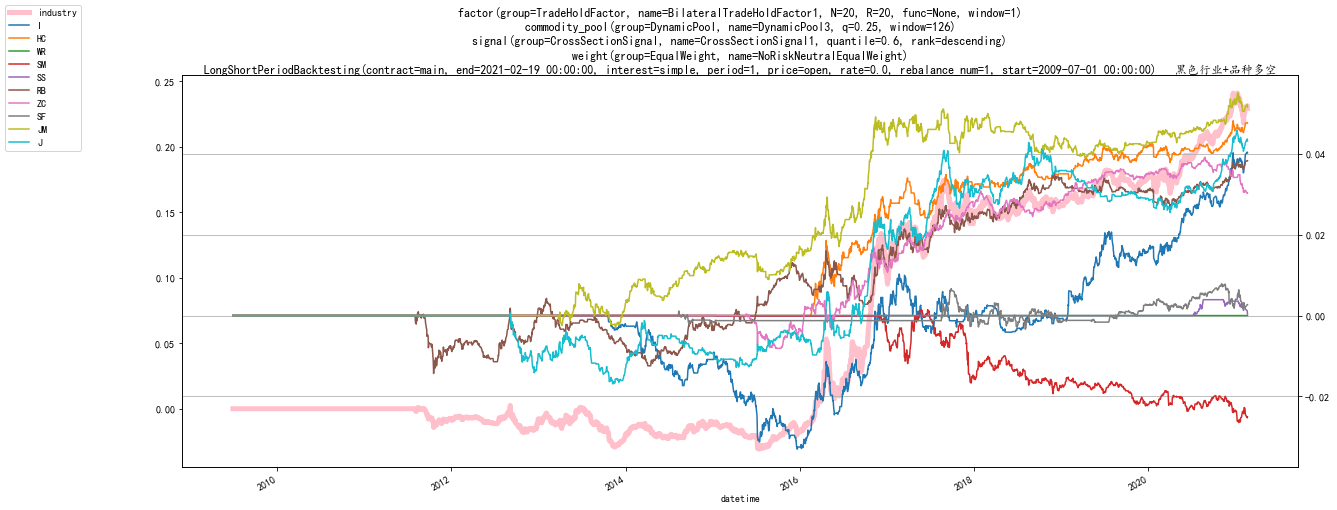 industry
I
HC
WR
SM
SS
RB
ZC
SF
JM
J
factor(group=TradeHoldFactor, name=BilateralTradeHoldFactor1, N=20, R=20, func=None, window=1)
commodity_pool(group=DynamicPool, name=DynamicPool3, q=0.25, window=126)
signal(group=CrossSectionSignal, name=CrossSectionSignal1, quantile=0.6, rank=descending)
weight(group=EqualWeight, name=NoRiskNeutralEqualWeight)
LongShortPeriodBacktesting(contract=main, end=2021-02-19 00:00:00, interest=simple, period=1, price=open, rate=0.0, rebalance_num=1, start=2009-07-01 00:00:00) 黑色行业+品种多空
0.25
0.20
0.15
0.10
0.05
0.00
0.04
0.02
0.00
-0.02
2010
2012
2014
2016
2018
2020
datetime